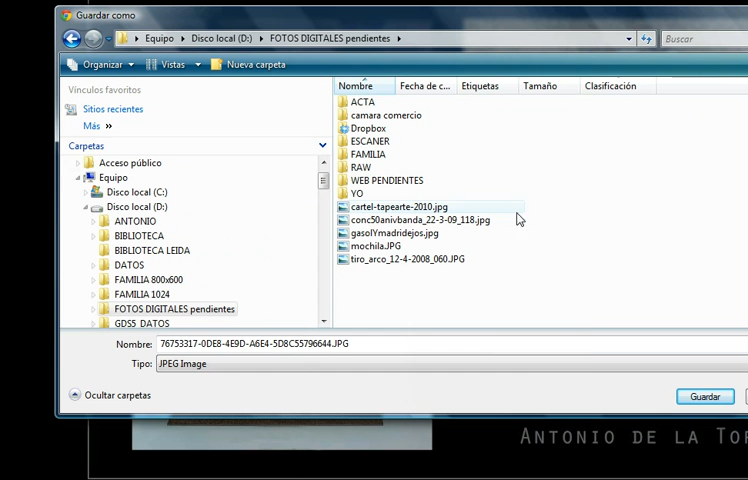 Guardar como
Equipo ▸ Disco local (D:) ▸ FOTOS DIGITALES pendientes ▸
Buscar
Organizar
Vistas
Nueva carpeta
Vínculos favoritos
Sitios recientes
Más »
Carpetas
Acceso público
Equipo
Disco local (C:)
Disco local (D:)
ANTONIO
BIBLIOTECA
BIBLIOTECA LEIDA
DATOS
FAMILIA 800x600
FAMILIA 1024
FOTOS DIGITALES pendientes
GDS5_DATOS
Nombre Fecha de c... Etiquetas Tamaño Clasificación
ACTA
camara comercio
Dropbox
ESCANER
FAMILIA
RAW
WEB PENDIENTES
YO
cartel-tapearte-2010.jpg
conc50anivbanda_22-3-09_118.jpg
gasolYmadridejos.jpg
mochila.JPG
tiro_arco_12-4-2008_060.JPG
Nombre: 76753317-0DE8-4E9D-A6E4-5D8C55796644.JPG
Tipo: JPEG Image
Ocultar carpetas
Guardar
ANTONIO DE LA TOR